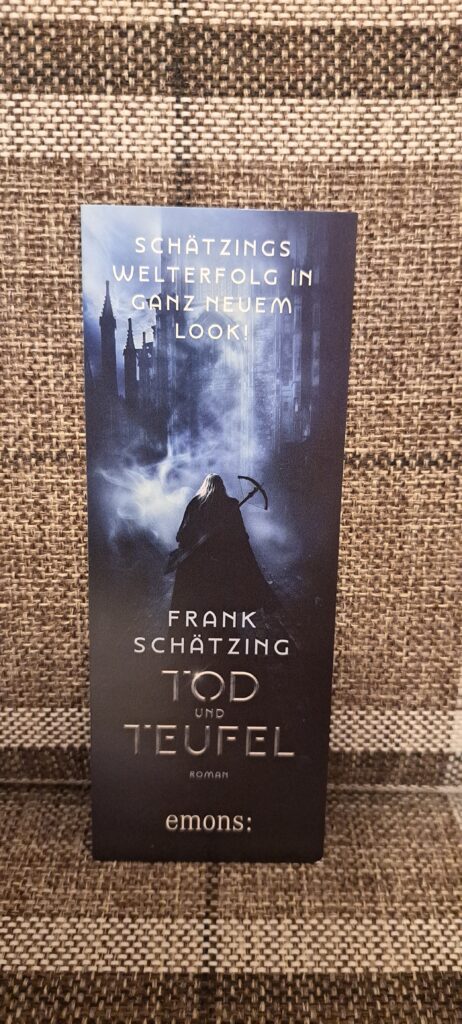 SCHÄTZINGS
WELTERFOLG IN
GANZ NEUEM
LOOK!
FRANK
SCHÄTZING
TOD
UND
TEUFEL
ROMAN
emons: